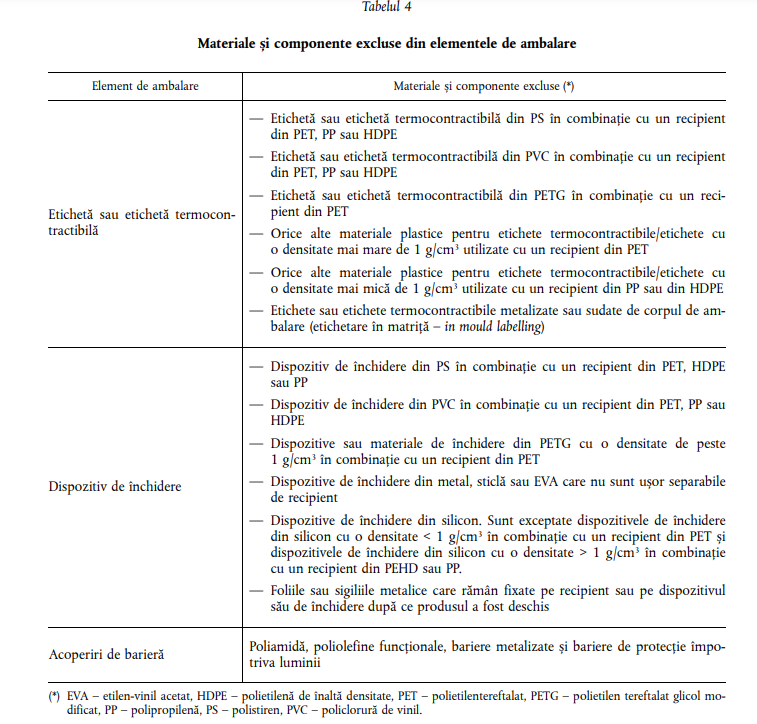 Tabelul 4
Materiale și componente excluse din elementele de ambalare
Element de ambalare
Materiale și componente excluse (*)
Etichetă sau etichetă termocon-
tractibilă
— Etichetă sau etichetă termocontractibilă din PS în combinație cu un recipient
din PET, PP sau HDPE
— Etichetă sau etichetă termocontractibilă din PVC în combinație cu un recipient
din PET, PP sau HDPE
— Etichetă sau etichetă termocontractibilă din PETG în combinație cu un reci-
pient din PET
— Orice alte materiale plastice pentru etichete termocontractibile/etichete cu
o densitate mai mare de 1 g/cm³ utilizate cu un recipient din PET
— Orice alte materiale plastice pentru etichete termocontractibile/etichete cu
o densitate mai mică de 1 g/cm³ utilizate cu un recipient din PP sau din HDPE
— Etichete sau etichete termocontractibile metalizate sau sudate de corpul de am-
balare (etichetare în matriță – in mould labelling)
Dispozitiv de închidere
— Dispozitiv de închidere din PS în combinație cu un recipient din PET, HDPE
sau PP
— Dispozitiv de închidere din PVC în combinație cu un recipient din PET, PP sau
HDPE
— Dispozitive sau materiale de închidere din PETG cu o densitate de peste
1 g/cm³ în combinație cu un recipient din PET
— Dispozitive de închidere din metal, sticlă sau EVA care nu sunt ușor separabile
de recipient
— Dispozitive de închidere din silicon. Sunt exceptate dispozitivele de închidere
din silicon cu o densitate < 1 g/cm³ în combinație cu un recipient din PET și
dispozitivele de închidere din silicon cu o densitate > 1 g/cm³ în combinație
cu un recipient din PEHD sau PP.
— Foliile sau sigiliile metalice care rămân fixate pe recipient sau pe dispozitivul
său de închidere după ce produsul a fost deschis
Acoperiri de barieră
Poliamidă, poliolefine funcționale, bariere metalizate și bariere de protecție împo-
triva luminii
(*) EVA – etilen-vinil acetat, HDPE – polietilenă de înaltă densitate, PET – polietilentereftalat, PETG – polietilen tereftalat glicol mo-
dificat, PP – polipropilenă, PS – polistiren, PVC – policlorură de vinil.